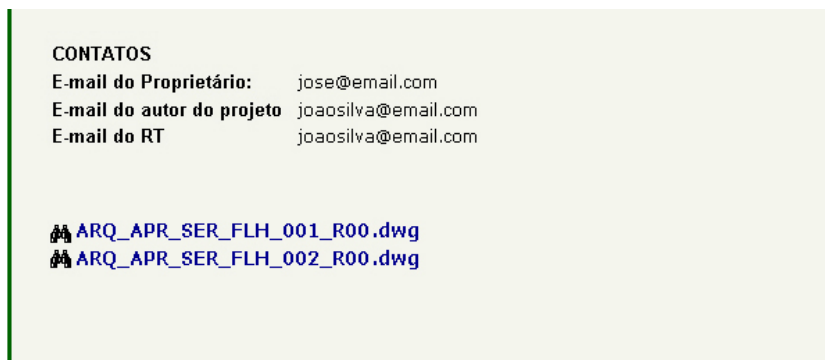 CONTATOS
E-mail do Proprietário: jose@email.com
E-mail do autor do projeto joaosilva@email.com
E-mail do RT joaosilva@email.com
ARQ_APR_SER_FLH_001_R00.dwg
ARQ_APR_SER_FLH_002_R00.dwg